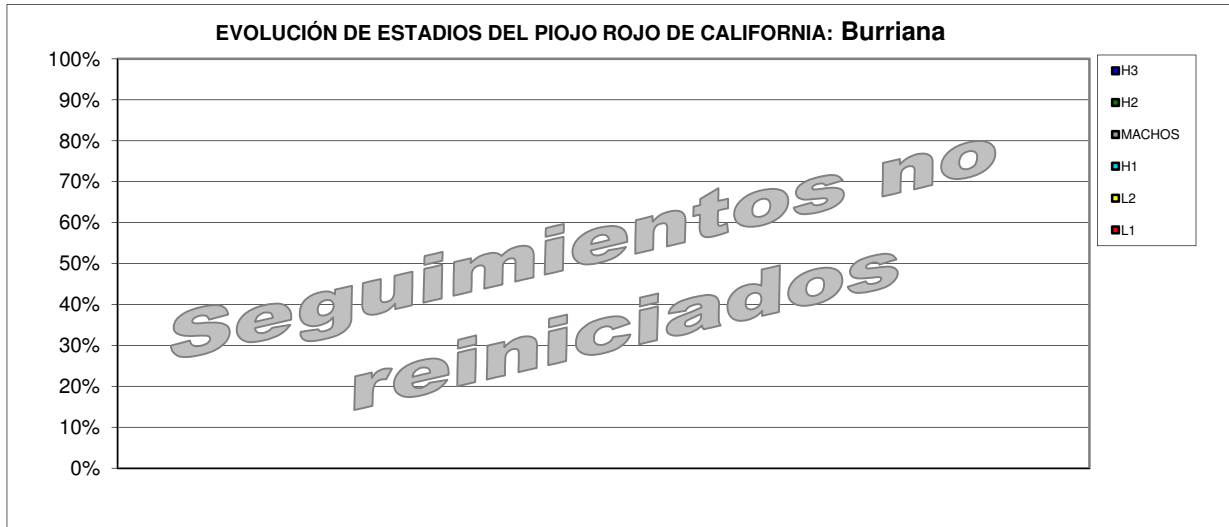 EVOLUCIÓN DE ESTADIOS DEL PIOJO ROJO DE CALIFORNIA: Burriana
100%
90%
80%
70%
60%
50%
40%
30%
20%
10%
0%
Seguimientos no
reiniciados
H3
H2
MACHOS
H1
L2
L1